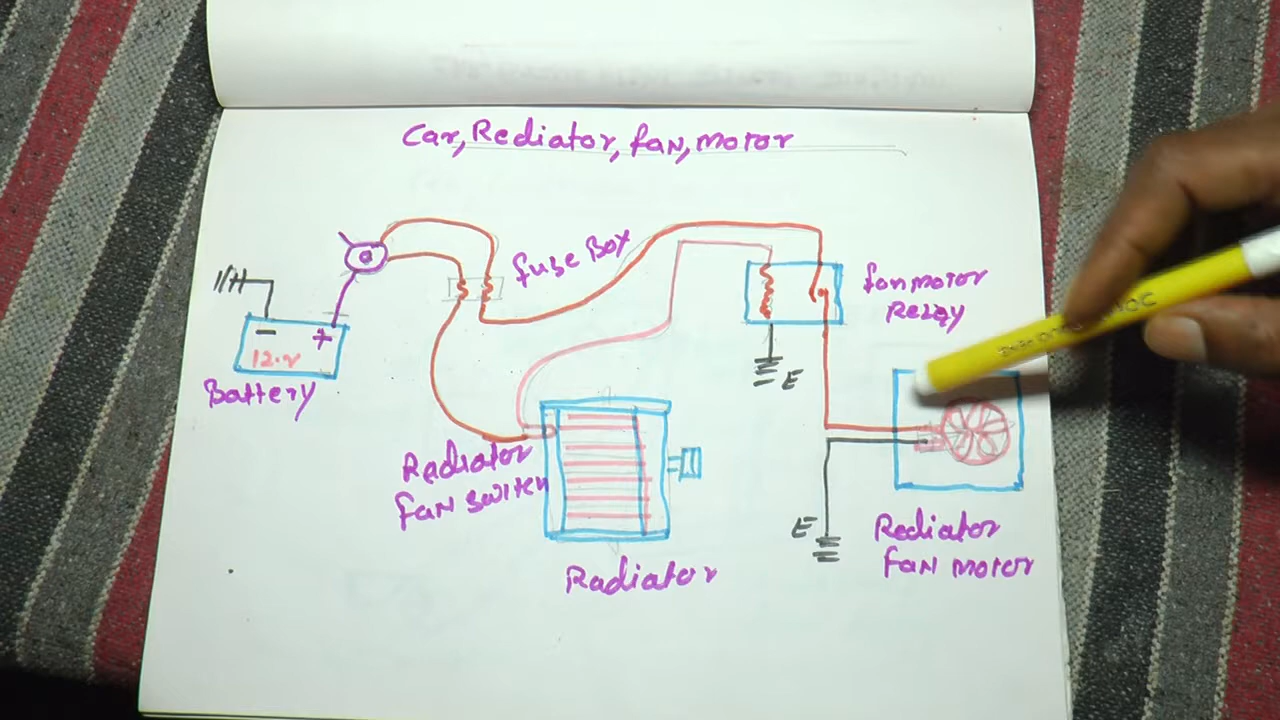 Car, Rediator, fan, motor
fuse Box
fan motor
Relay
12.v
Battery
E
Radiator
fan switch
E
Rediator
fan motor
Radiator